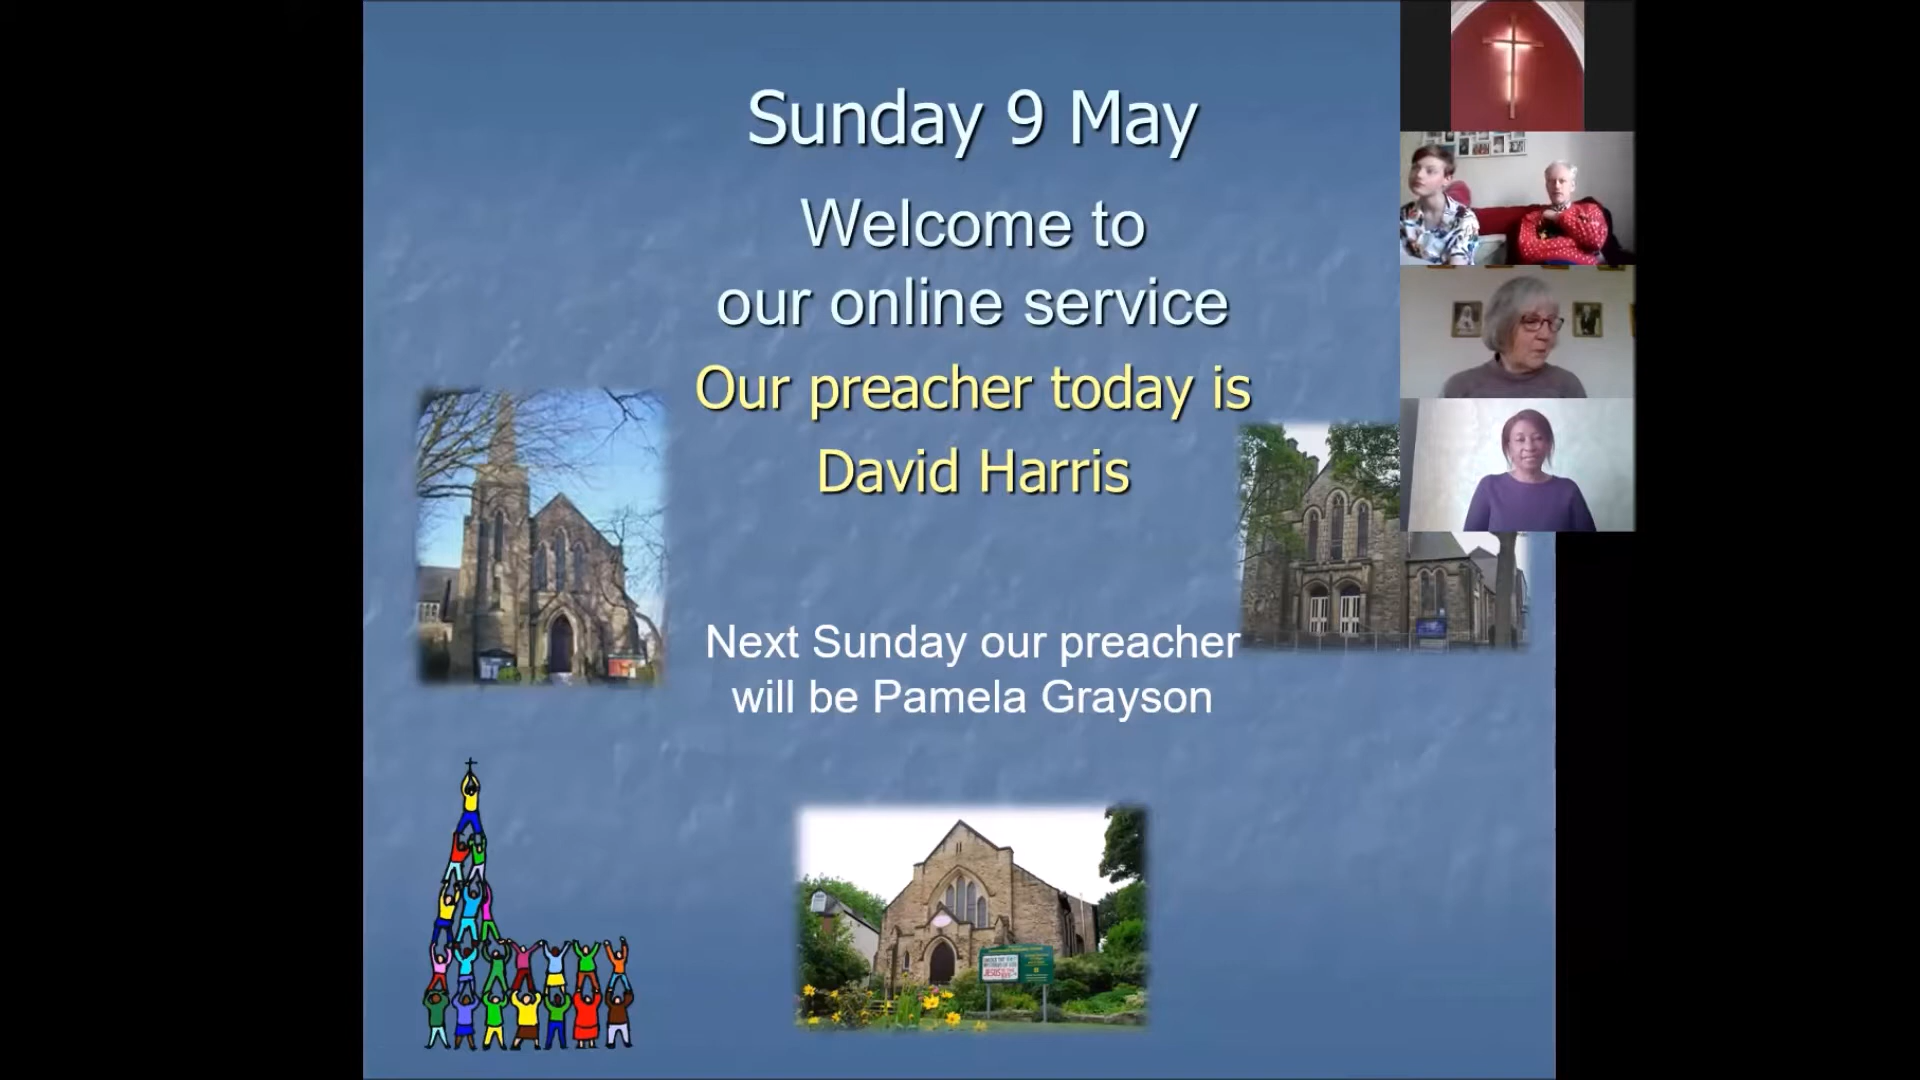 Sunday 9 May
Welcome to
our online service
Our preacher today is
David Harris
Next Sunday our preacher
will be Pamela Grayson
JESUS